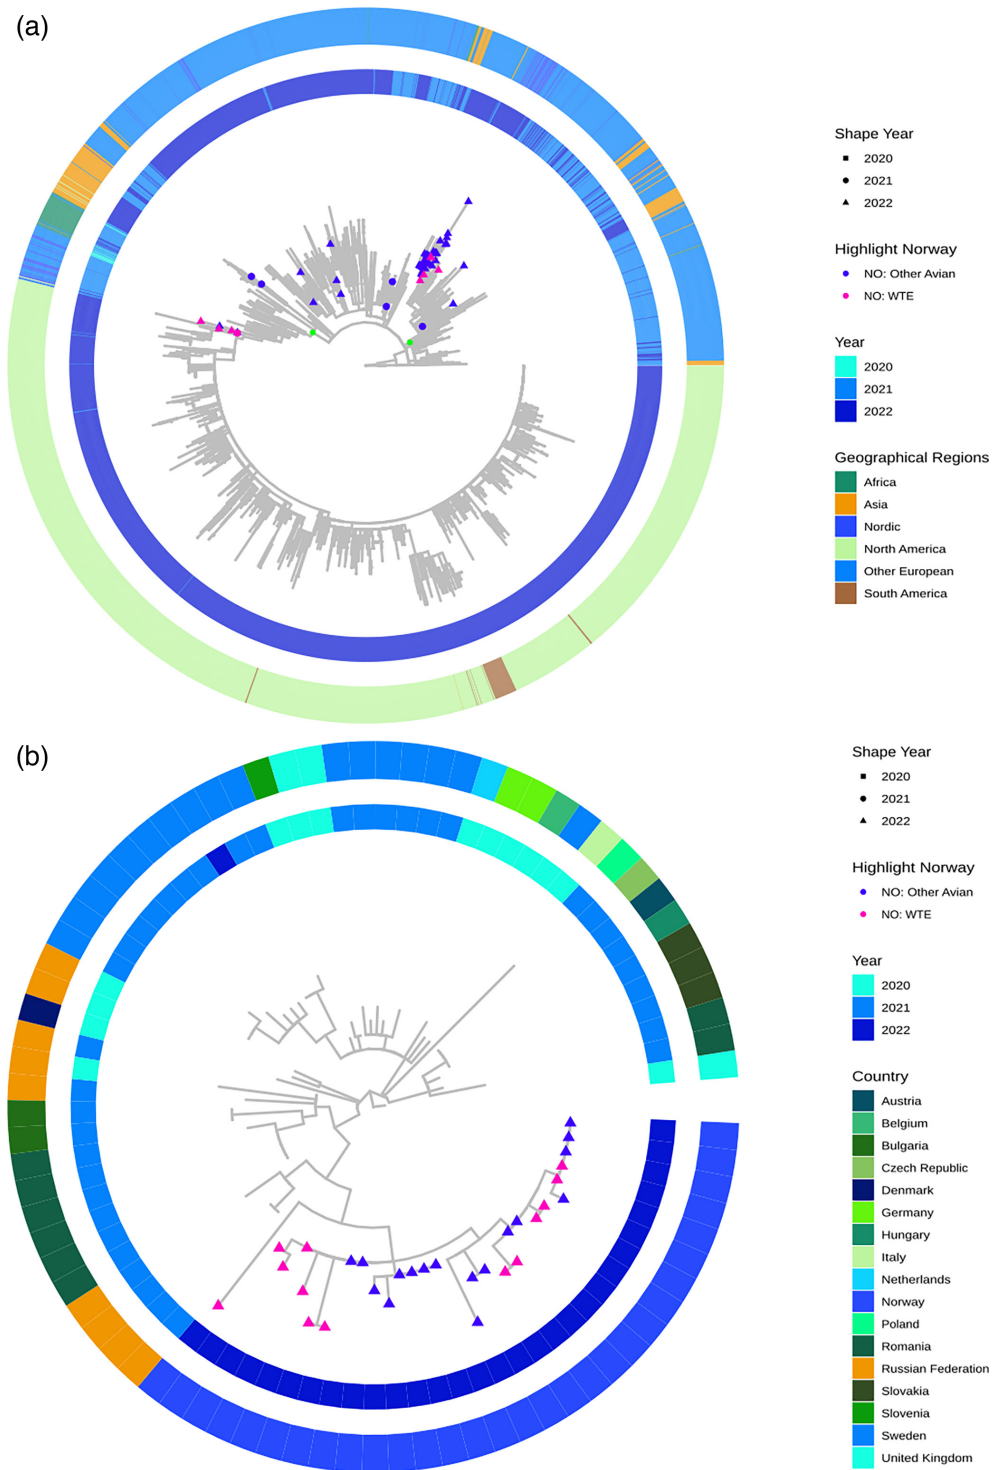 (a)
Shape Year
2020
2021
2022
Highlight Norway
NO: Other Avian
NO: WTE
Year
2020
2021
2022
Geographical Regions
Africa
Asia
Nordic
North America
Other European
South America
(b)
Shape Year
2020
2021
2022
Highlight Norway
NO: Other Avian
NO: WTE
Year
2020
2021
2022
Country
Austria
Belgium
Bulgaria
Czech Republic
Denmark
Germany
Hungary
Italy
Netherlands
Norway
Poland
Romania
Russian Federation
Slovakia
Slovenia
Sweden
United Kingdom